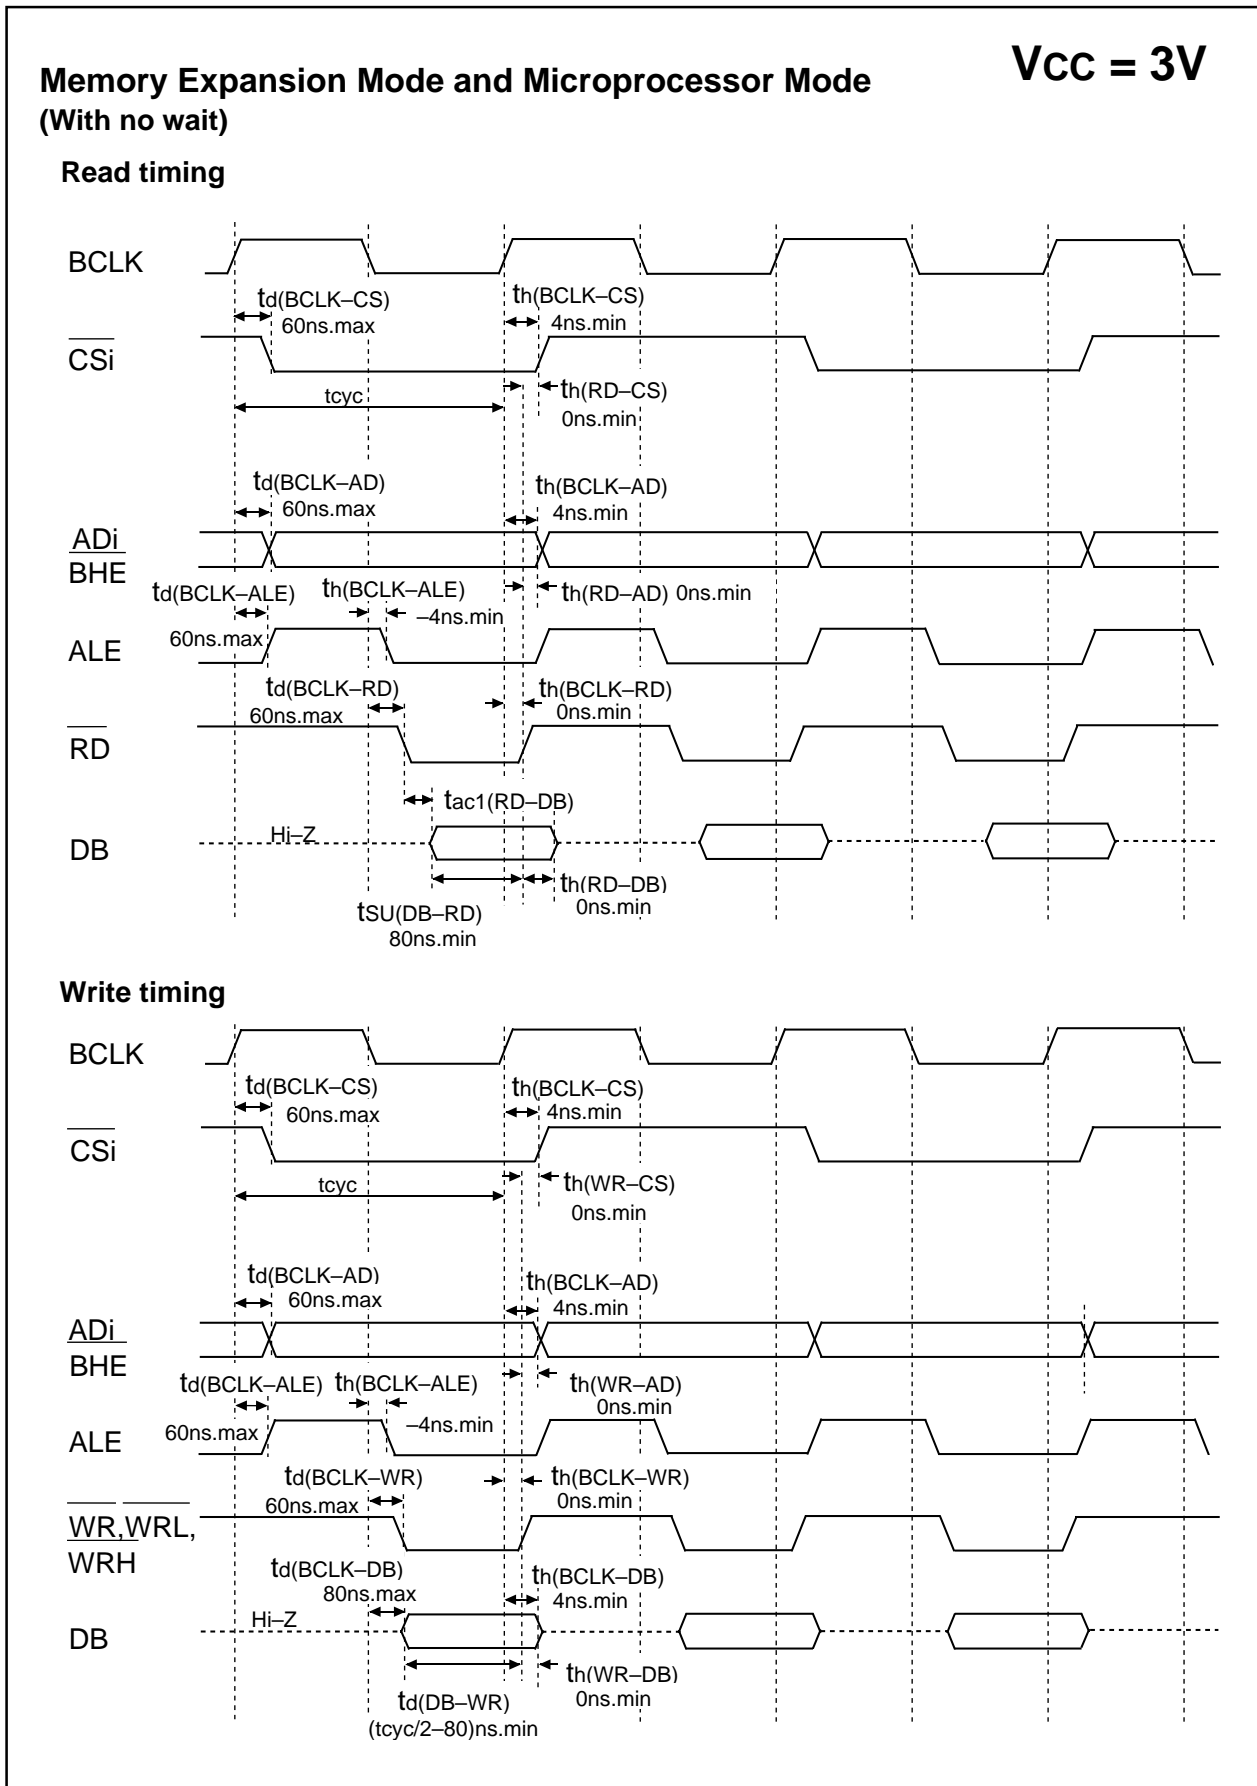 VCC = 3V
Memory Expansion Mode and Microprocessor Mode
(With no wait)
Read timing
BCLK
td(BCLK–CS)
60ns.max
th(BCLK–CS)
4ns.min
CSi
tcyc
th(RD–CS)
0ns.min
td(BCLK–AD)
60ns.max
th(BCLK–AD)
4ns.min
ADi
BHE
td(BCLK–ALE)
60ns.max
th(BCLK–ALE)
–4ns.min
th(RD–AD) 0ns.min
ALE
td(BCLK–RD)
60ns.max
th(BCLK–RD)
0ns.min
RD
tac1(RD–DB)
Hi–Z
DB
th(RD–DB)
0ns.min
tSU(DB–RD)
80ns.min
Write timing
BCLK
td(BCLK–CS)
60ns.max
th(BCLK–CS)
4ns.min
CSi
tcyc
th(WR–CS)
0ns.min
td(BCLK–AD)
60ns.max
th(BCLK–AD)
4ns.min
ADi
BHE
td(BCLK–ALE)
60ns.max
th(BCLK–ALE)
–4ns.min
th(WR–AD)
0ns.min
ALE
td(BCLK–WR)
60ns.max
th(BCLK–WR)
0ns.min
WR,WRL,
WRH
td(BCLK–DB)
80ns.max
th(BCLK–DB)
4ns.min
Hi–Z
DB
td(DB–WR)
(tcyc/2–80)ns.min
th(WR–DB)
0ns.min